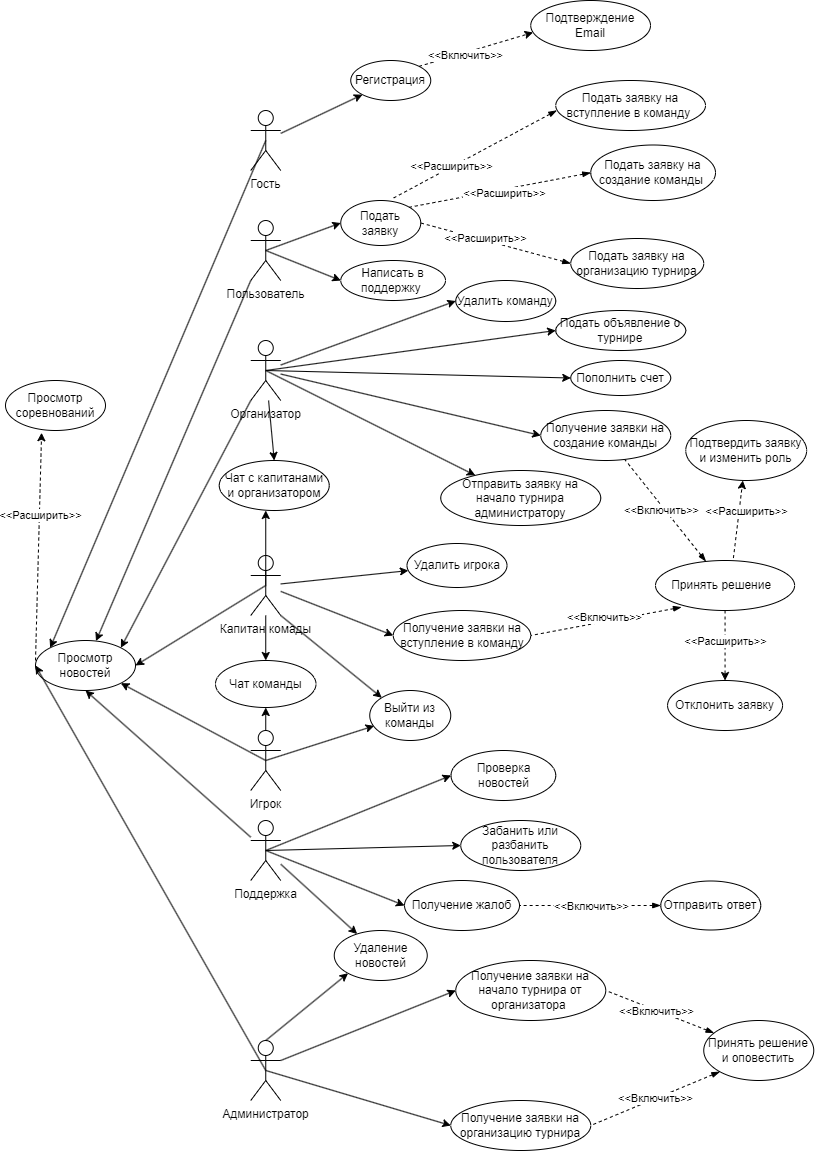 Подтверждение
Email
<<Включить>>
Регистрация
Подать заявку на
вступление в команду
<<Расширить>>
Гость
Подать заявку на
создание команды
<<Расширить>>
Подать
заявку
<<Расширить>>
Подать заявку на
организацию турнира
Пользователь
Написать в
поддержку
Удалить команду
Подать объявление о
турнире
Пополнить счет
Просмотр
соревнований
Организатор
Получение заявки на
создание команды
Подтвердить заявку
и изменить роль
Чат с капитанами
и организатором
Отправить заявку на
начало турнира
администратору
<<Расширить>>
<<Включить>>
<<Расширить>>
Удалить игрока
Принять решение
Капитан комады
Получение заявки на
вступление в команду
<<Включить>>
<<Расширить>>
Просмотр
новостей
Чат команды
Выйти из
команды
Отклонить заявку
Игрок
Проверка
новостей
Забанить или
разбанить
пользователя
Поддержка
Получение жалоб
<<Включить>>
Отправить ответ
Удаление
новостей
Получение заявки на
начало турнира от
организатора
<<Включить>>
Принять решение
и оповестить
<<Включить>>
Администратор
Получение заявки на
организацию турнира